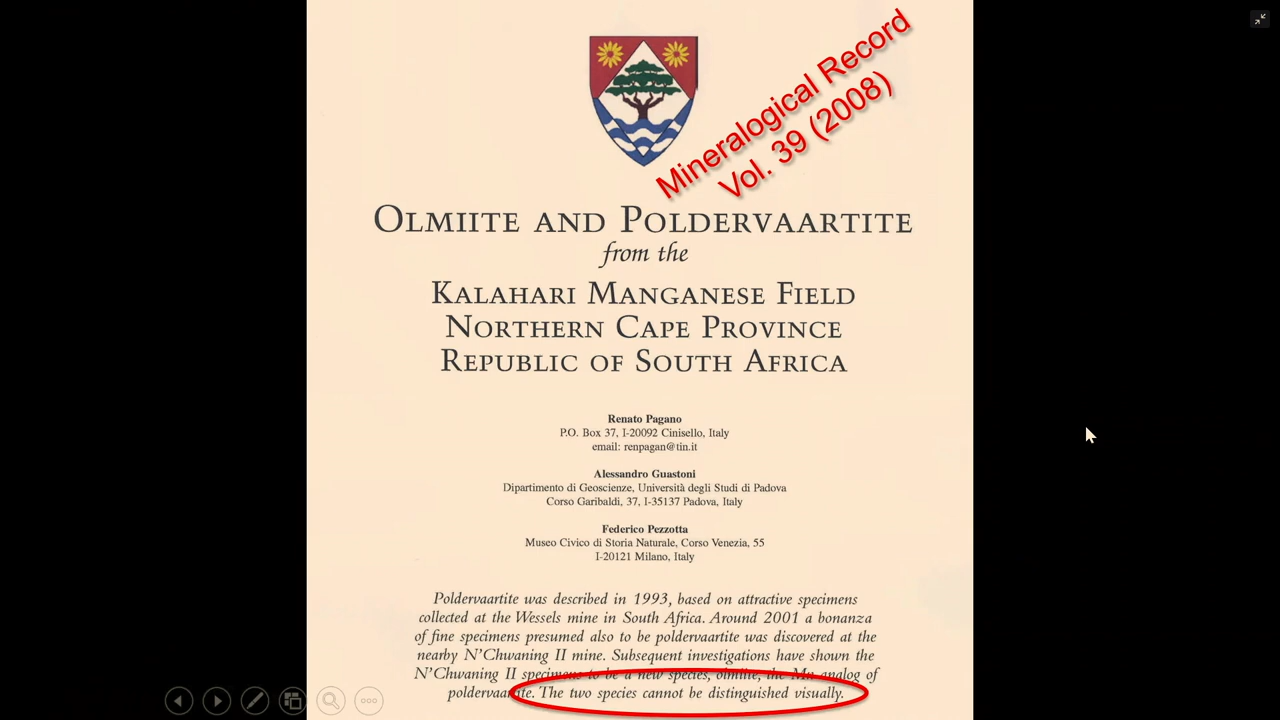 Mineralogical Record
Vol. 39 (2008)
OLMIITE AND POLDERVAARTITE
from the
KALAHARI MANGANESE FIELD
NORTHERN CAPE PROVINCE
REPUBLIC OF SOUTH AFRICA
Renato Pagano
P.O. Box 37, I-20092 Cinisello, Italy
email: renpagan@tin.it
Alessandro Guastoni
Dipartimento di Geoscienze, Università degli Studi di Padova
Corso Garibaldi, 37, I-35137 Padova, Italy
Federico Pezzotta
Museo Civico di Storia Naturale, Corso Venezia, 55
I-20121 Milano, Italy
Poldervaartite was described in 1993, based on attractive specimens
collected at the Wessels mine in South Africa. Around 2001 a bonanza
of fine specimens presumed also to be poldervaartite was discovered at the
nearby N'Chwaning II mine. Subsequent investigations have shown the
N'Chwaning II specimens to be a new species, olmiite, the Mn analog of
poldervaartite. The two species cannot be distinguished visually.